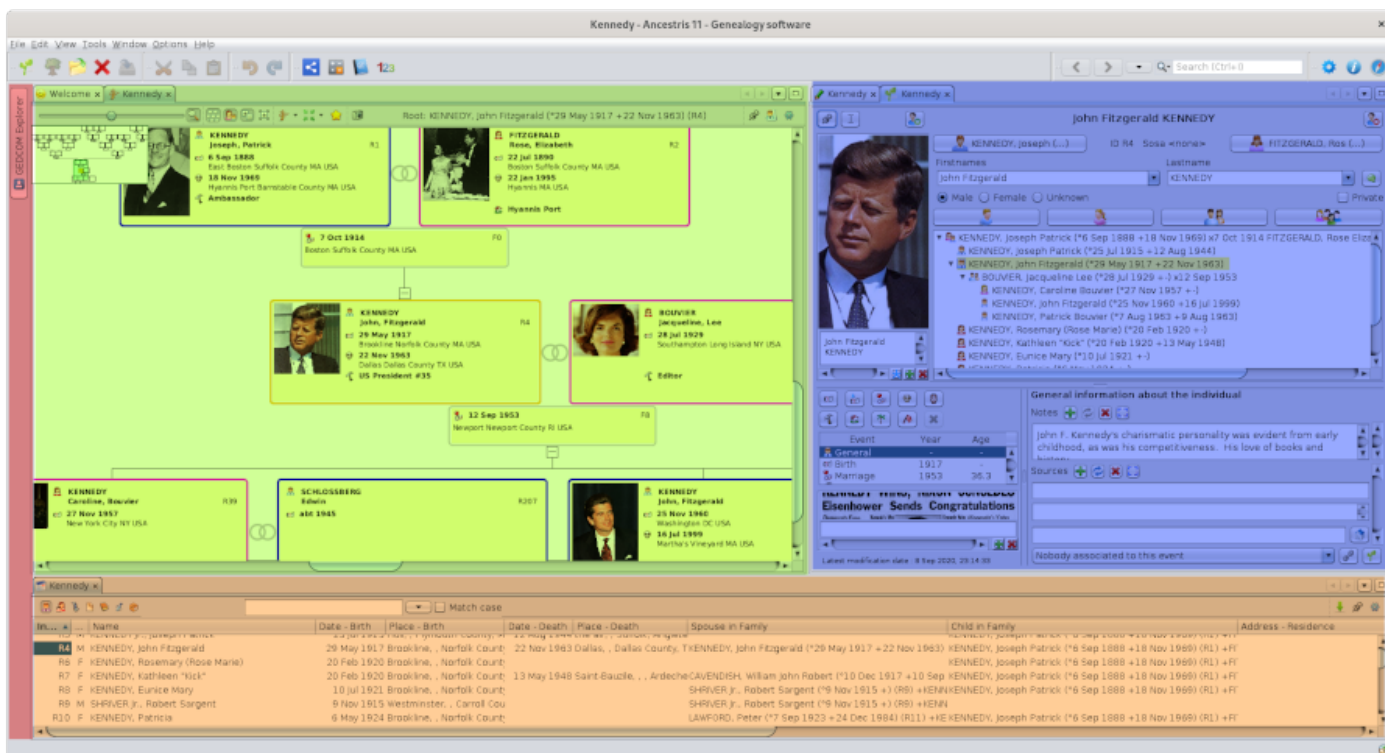 Kennedy - Ancestris 11 - Genealogy software
File Edit View Tools Window Options Help
Search (Ctrl+I)
GEDCOM Explorer
Welcome
Kennedy
Root: KENNEDY, John Fitzgerald (*29 May 1917 +22 Nov 1963) (R4)
KENNEDY
Joseph, Patrick R1
6 Sep 1888
East Boston Suffolk County MA USA
18 Nov 1969
Hyannis Port Barnstable County MA USA
Ambassador
FITZGERALD
Rose, Elizabeth R2
22 Jul 1890
Boston Suffolk County MA USA
22 Jan 1995
Hyannis MA USA
Hyannis Port
7 Oct 1914 F0
Boston Suffolk County MA USA
KENNEDY
John, Fitzgerald R4
29 May 1917
Brookline Norfolk County MA USA
22 Nov 1963
Dallas Dallas County TX USA
US President #35
BOUVIER
Jacqueline, Lee
28 Jul 1929
Southampton Long Island NY USA
Editor
12 Sep 1953 F8
Newport Newport County RI USA
KENNEDY
Caroline, Bouvier R39
27 Nov 1957
New York City NY USA
SCHLOSSBERG
Edwin R207
abt 1945
KENNEDY
John, Fitzgerald
25 Nov 1960
Washington DC USA
16 Jul 1999
Martha's Vineyard MA USA
Kennedy
Kennedy
John Fitzgerald KENNEDY
KENNEDY, Joseph (...) ID R4 Sosa <none> FITZGERALD, Ros (...)
Firstnames Lastname
John Fitzgerald KENNEDY
Male Female Unknown Private
KENNEDY, Joseph Patrick (*6 Sep 1888 +18 Nov 1969) x7 Oct 1914 FITZGERALD, Rose Eliza
KENNEDY, Joseph Patrick (*25 Jul 1915 +12 Aug 1944)
KENNEDY, John Fitzgerald (*29 May 1917 +22 Nov 1963)
BOUVIER, Jacqueline Lee (*28 Jul 1929 +-) x12 Sep 1953
KENNEDY, Caroline Bouvier (*27 Nov 1957 +-)
KENNEDY, John Fitzgerald (*25 Nov 1960 +16 Jul 1999)
KENNEDY, Patrick Bouvier (*7 Aug 1963 +9 Aug 1963)
KENNEDY, Rosemary (Rose Marie) (*20 Feb 1920 +-)
KENNEDY, Kathleen "Kick" (*20 Feb 1920 +13 May 1948)
KENNEDY, Eunice Mary (*10 Jul 1921 +-)
John Fitzgerald
KENNEDY
Event Year Age
General - -
Birth 1917 -
Marriage 1953 36.3
Eisenhower Sends Congratulations
Latest modification date : 8 Sep 2020, 23:14:33
General information about the individual
Notes
John F. Kennedy's charismatic personality was evident from early
childhood, as was his competitiveness. His love of books and
Sources
Nobody associated to this event
Kennedy
Match case
In... ... Name Date - Birth Place - Birth Date - Death Place - Death Spouse in Family Child in Family Address - Residence
R4 M KENNEDY, John Fitzgerald 29 May 1917 Brookline, , Norfolk Count 22 Nov 1963 Dallas, , Dallas County, T KENNEDY, John Fitzgerald (*29 May 1917 +22 Nov 1963) KENNEDY, Joseph Patrick (*6 Sep 1888 +18 Nov 1969) (R1) +FI
R6 F KENNEDY, Rosemary (Rose Marie) 20 Feb 1920 Brookline, , Norfolk Count KENNEDY, Joseph Patrick (*6 Sep 1888 +18 Nov 1969) (R1) +FI
R7 F KENNEDY, Kathleen "Kick" 20 Feb 1920 Brookline, , Norfolk Count 13 May 1948 Saint-Bauzile, , , Ardeche CAVENDISH, William John Robert (*10 Dec 1917 +10 Sep KENNEDY, Joseph Patrick (*6 Sep 1888 +18 Nov 1969) (R1) +FI
R8 F KENNEDY, Eunice Mary 10 Jul 1921 Brookline, , Norfolk Count SHRIVER Jr., Robert Sargent (*9 Nov 1915 +) (R9) +KENN KENNEDY, Joseph Patrick (*6 Sep 1888 +18 Nov 1969) (R1) +FI
R9 M SHRIVER Jr., Robert Sargent 9 Nov 1915 Westminster, , Carroll Cou SHRIVER Jr., Robert Sargent (*9 Nov 1915 +) (R9) +KENN
R10 F KENNEDY, Patricia 6 May 1924 Brookline, , Norfolk Count LAWFORD, Peter (*7 Sep 1923 +24 Dec 1984) (R11) +KE KENNEDY, Joseph Patrick (*6 Sep 1888 +18 Nov 1969) (R1) +FI